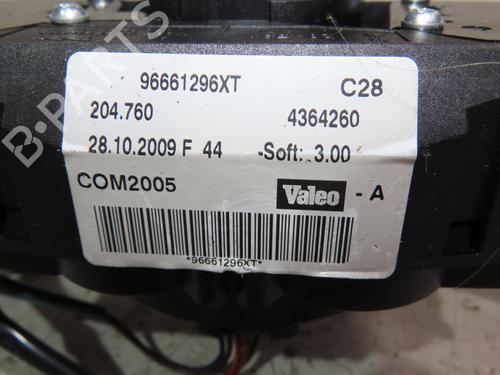 96661296XT C28
204.760 4364260
28.10.2009 F 44 -Soft: 3.00
COM2005 Valeo - A
*96661296XT*
B-Parts